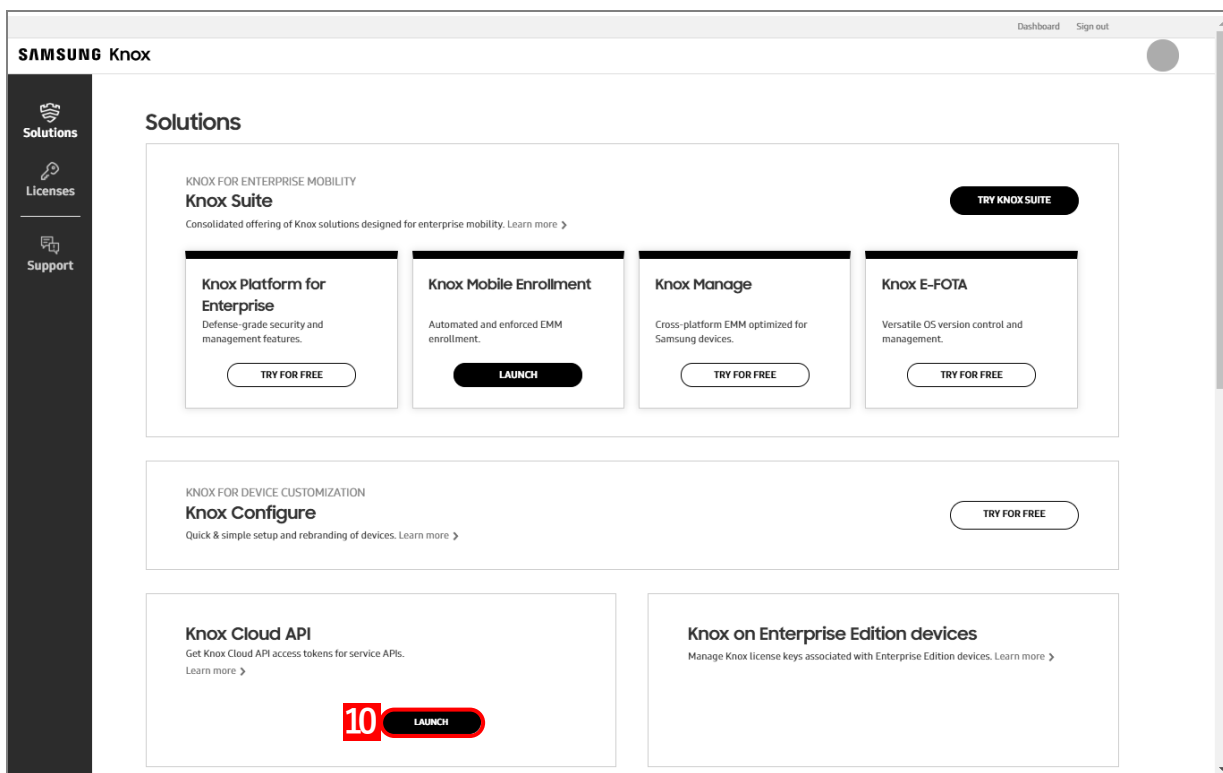 Dashboard Sign out
SAMSUNG Knox
Solutions
Licenses
Support
Solutions
KNOX FOR ENTERPRISE MOBILITY
Knox Suite
Consolidated offering of Knox solutions designed for enterprise mobility. Learn more >
TRY KNOX SUITE
Knox Platform for
Enterprise
Defense-grade security and
management features.
TRY FOR FREE
Knox Mobile Enrollment
Automated and enforced EMM
enrollment.
LAUNCH
Knox Manage
Cross-platform EMM optimized for
Samsung devices.
TRY FOR FREE
Knox E-FOTA
Versatile OS version control and
management.
TRY FOR FREE
KNOX FOR DEVICE CUSTOMIZATION
Knox Configure
Quick & simple setup and rebranding of devices. Learn more >
TRY FOR FREE
Knox Cloud API
Get Knox Cloud API access tokens for service APIs.
Learn more >
10 LAUNCH
Knox on Enterprise Edition devices
Manage Knox license keys associated with Enterprise Edition devices. Learn more >